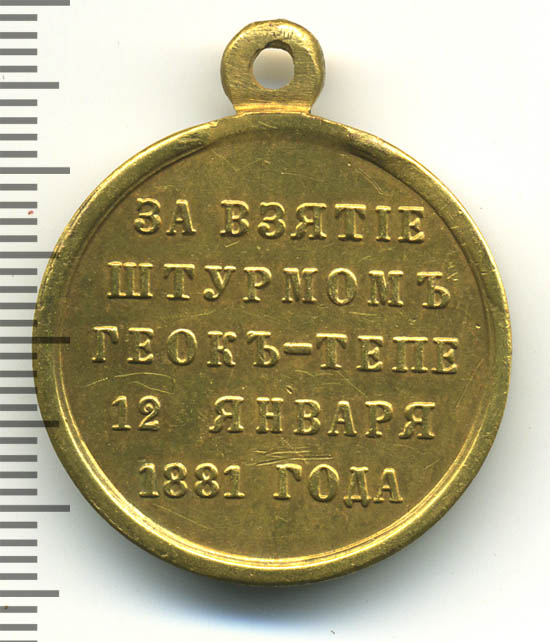 ЗА ВЗЯТІЕ
ШТУРМОМЪ
ГЕОКЪ-ТЕПЕ
12 ЯНВАРЯ
1881 ГОДА